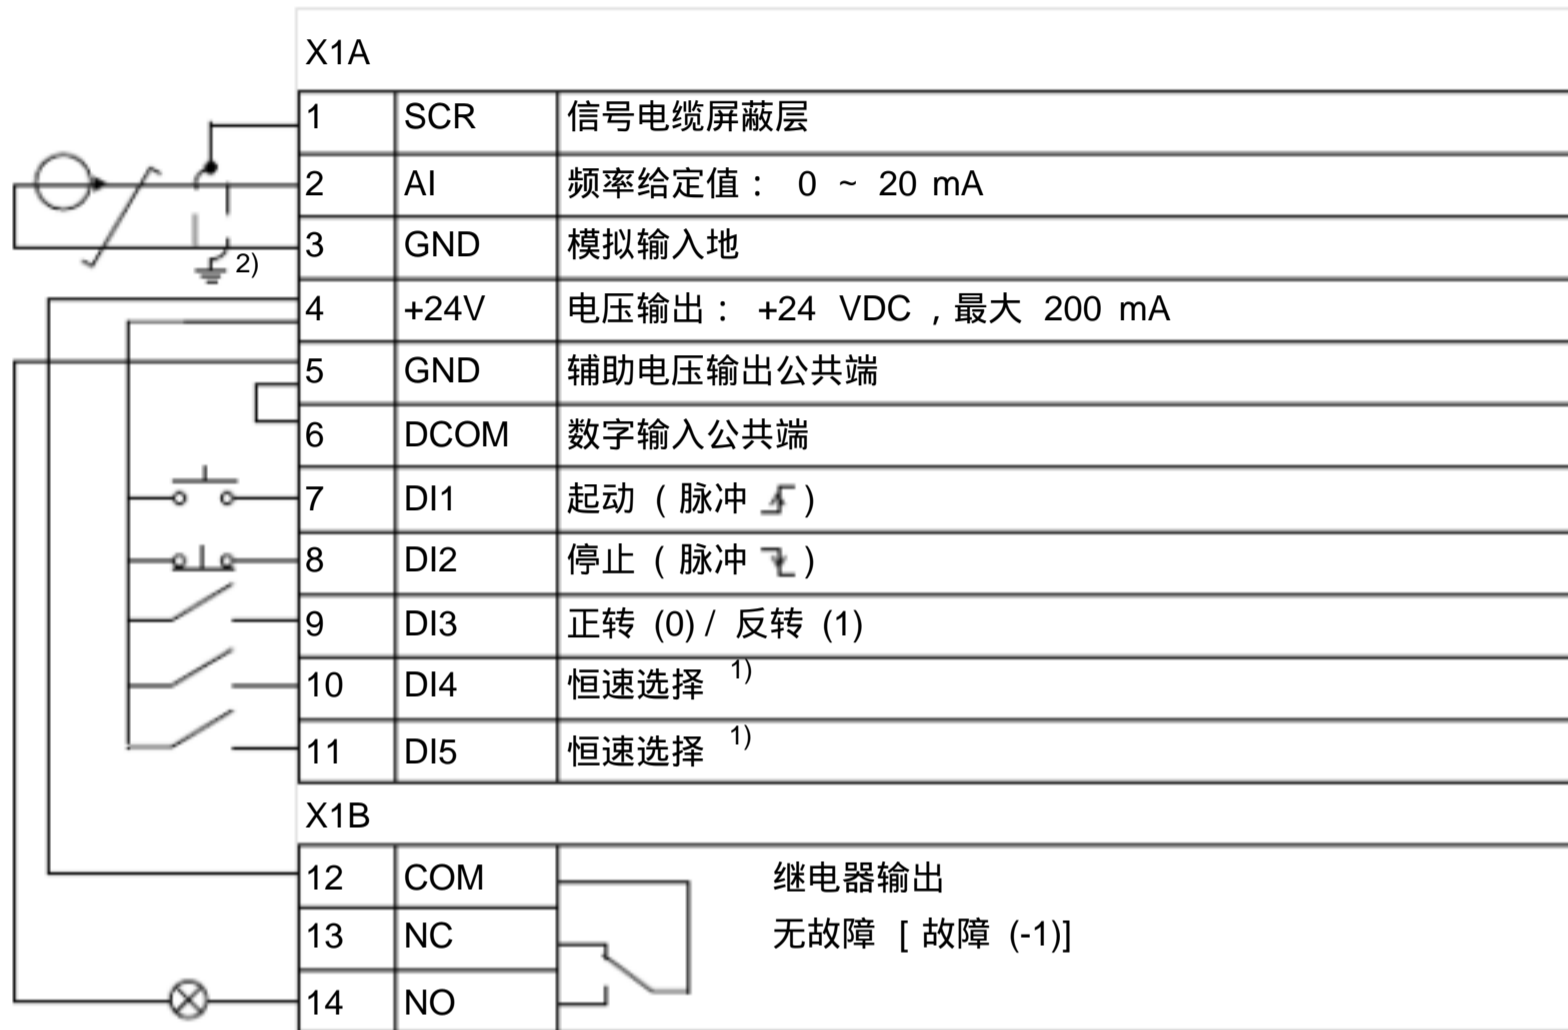 X1A
1 SCR 信号电缆屏蔽层
2 AI 频率给定值： 0 ~ 20 mA
3 GND 模拟输入地
2)
4 +24V 电压输出： +24 VDC ，最大 200 mA
5 GND 辅助电压输出公共端
6 DCOM 数字输入公共端
7 DI1 起动 ( 脉冲 )
8 DI2 停止 ( 脉冲 )
9 DI3 正转 (0) / 反转 (1)
10 DI4 恒速选择 1)
11 DI5 恒速选择 1)
X1B
12 COM 继电器输出
13 NC 无故障 [ 故障 (-1)]
14 NO